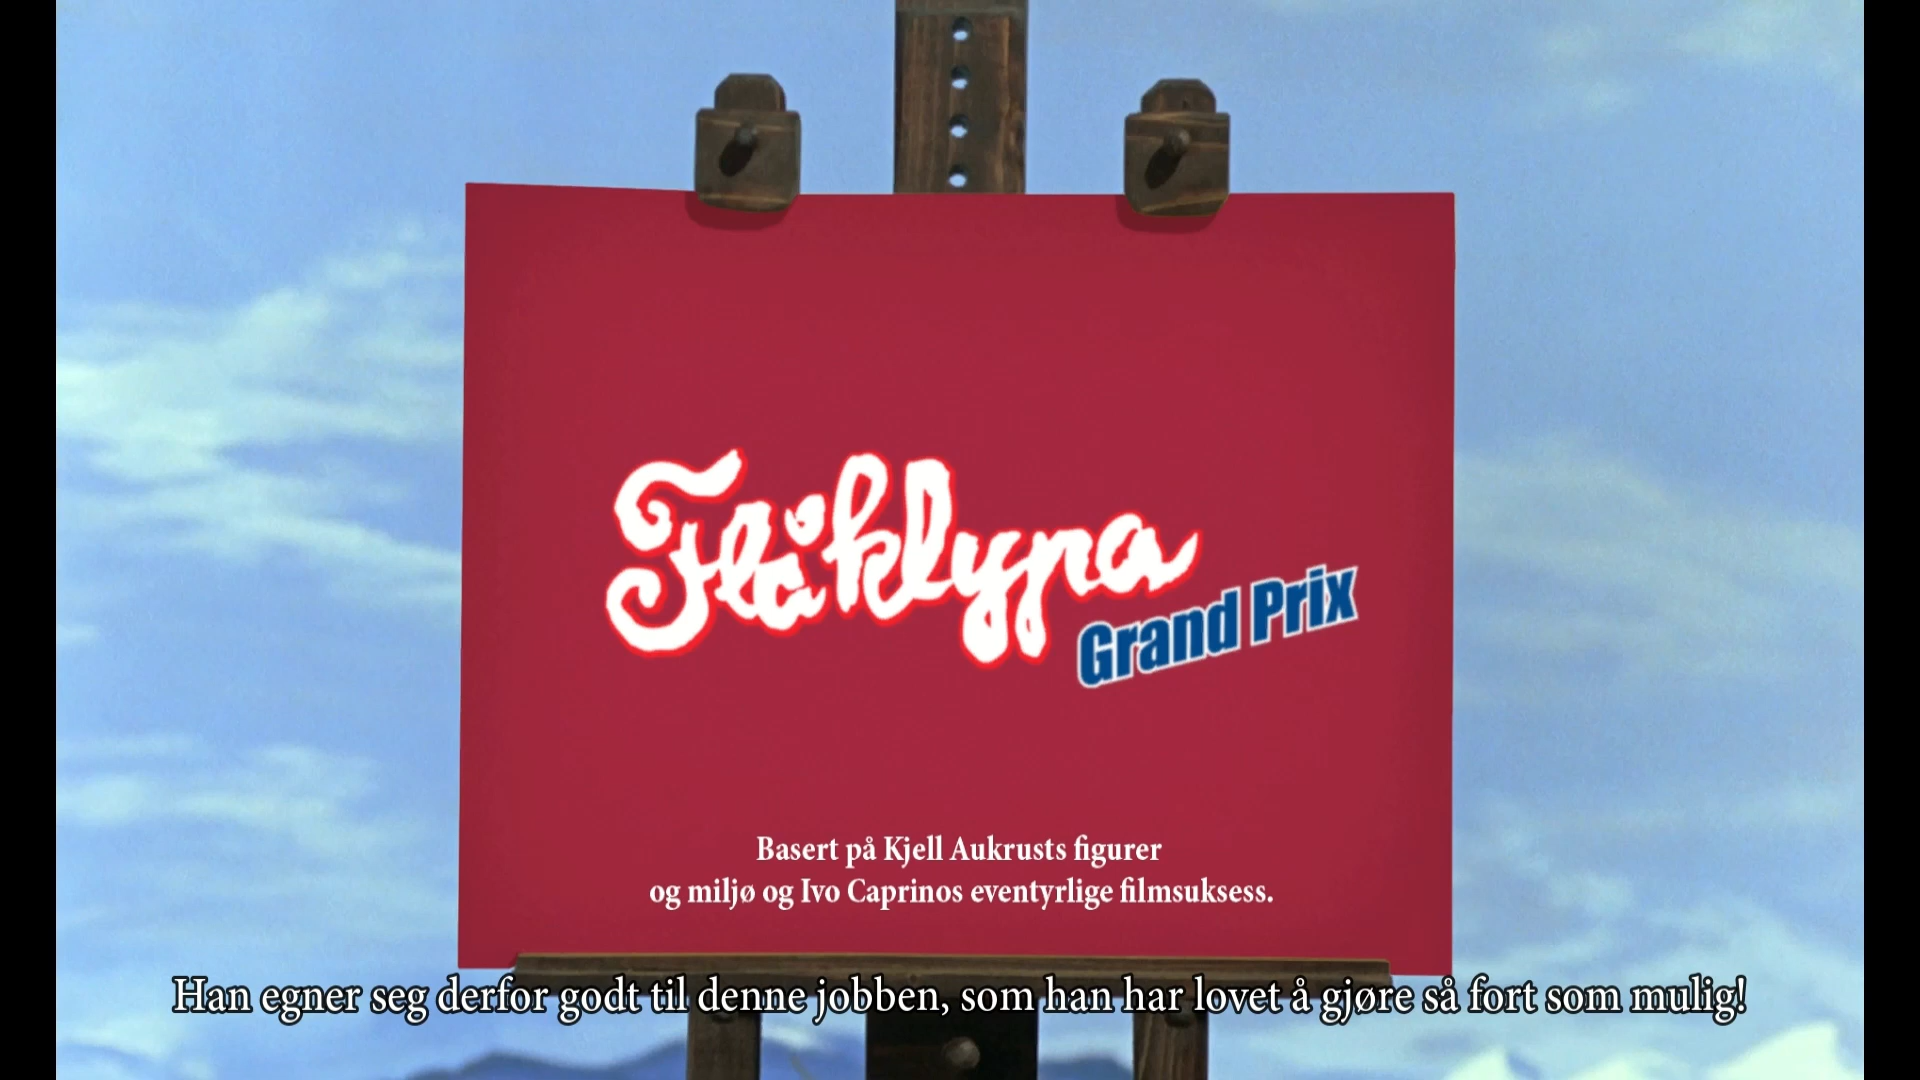 Flåklypa
Grand Prix
Basert på Kjell Aukrusts figurer
og miljø og Ivo Caprinos eventyrlige filmsuksess.
Han egner seg derfor godt til denne jobben, som han har lovet å gjøre så fort som mulig!